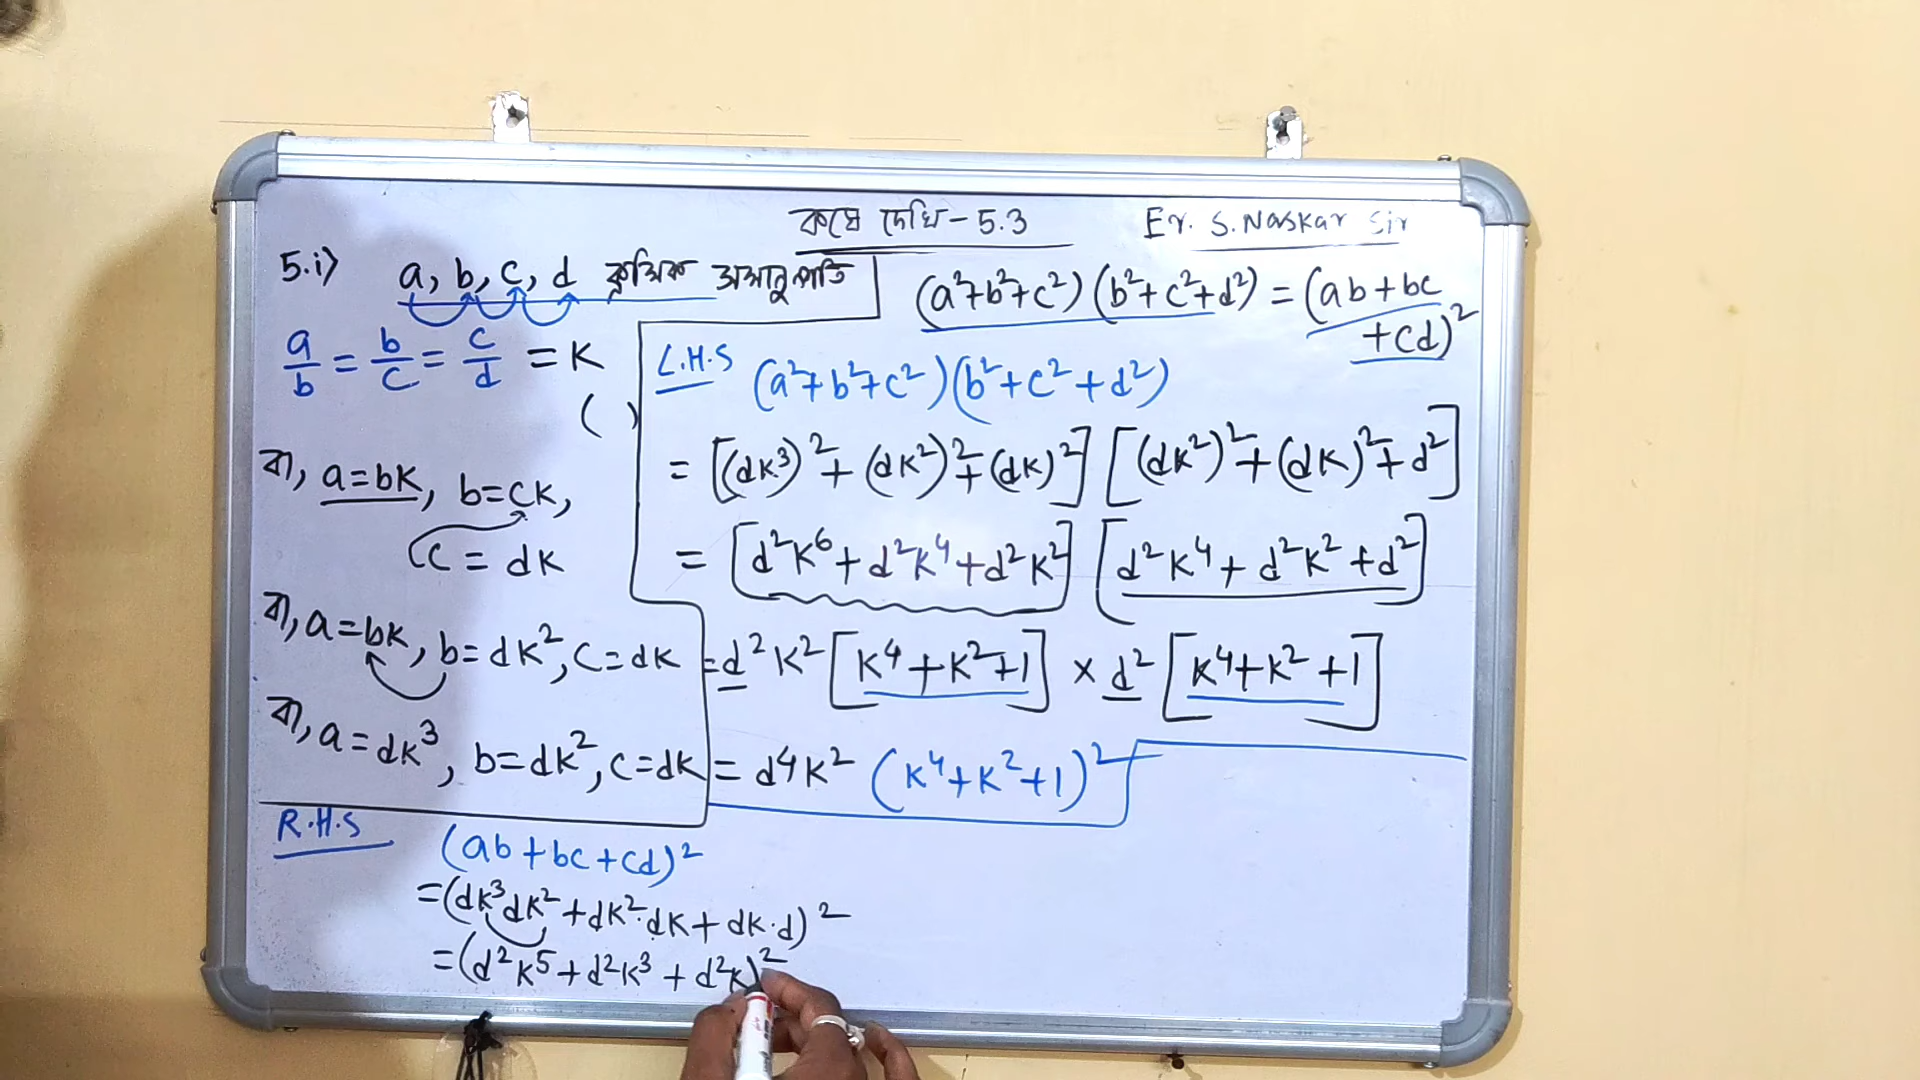 কষে দেখি - 5.3
Er. S. Naskar Sir
5.i) a, b, c, d ক্রমিক সমানুপাতি
(a²+b²+c²)(b²+c²+d²) = (ab+bc
+cd)²
a/b = b/c = c/d = K
( )
বা, a=bK, b=cK,
c = dK
বা, a=bK, b=dK², c=dK
বা, a=dK³, b=dK², c=dK
L.H.S (a²+b²+c²)(b²+c²+d²)
= [(dK³)²+(dK²)²+(dK)²] [(dK²)²+(dK)²+d²]
= [d²K⁶+d²K⁴+d²K²] [d²K⁴+d²K²+d²]
=d²K² [K⁴+K²+1] × d² [K⁴+K²+1]
= d⁴K² (K⁴+K²+1)²
R.H.S
(ab+bc+cd)²
=(dK³dK²+dK²·dK+dK·d)²
=(d²K⁵+d²K³+d²K)²